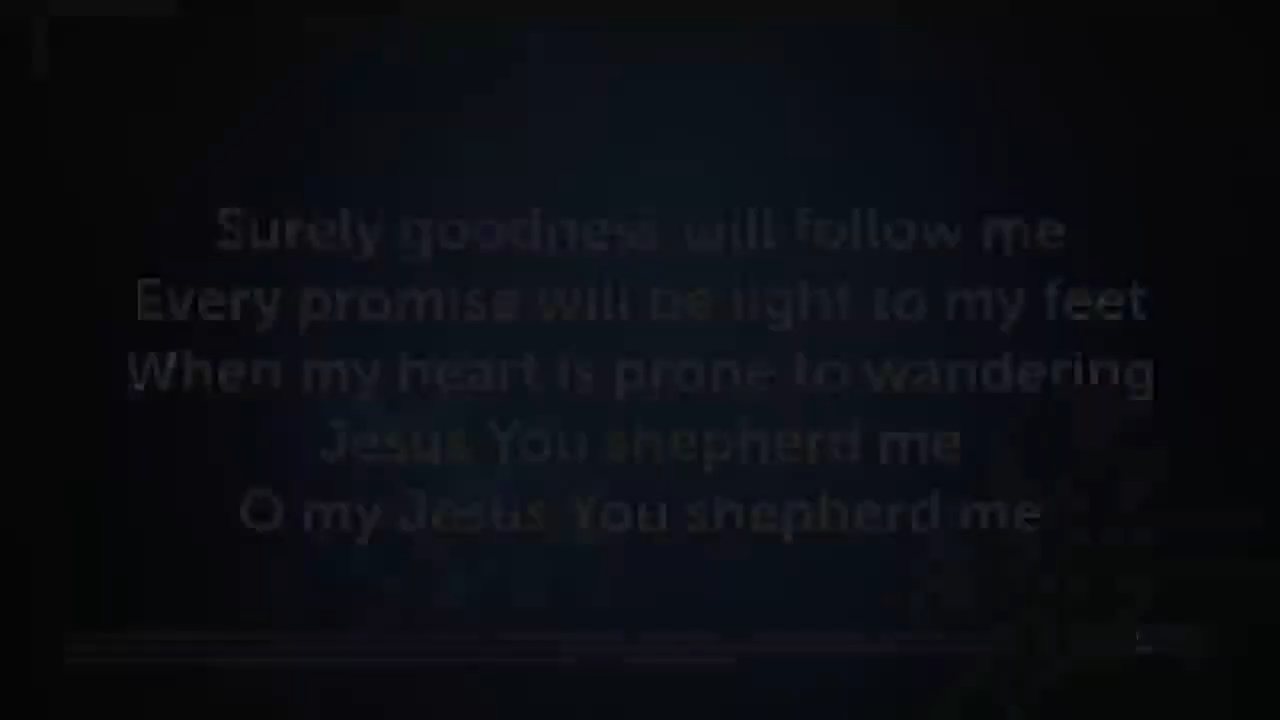 Surely goodness will follow me
Every promise will be light to my feet
When my heart is prone to wandering
Jesus You shepherd me
O my Jesus You shepherd me